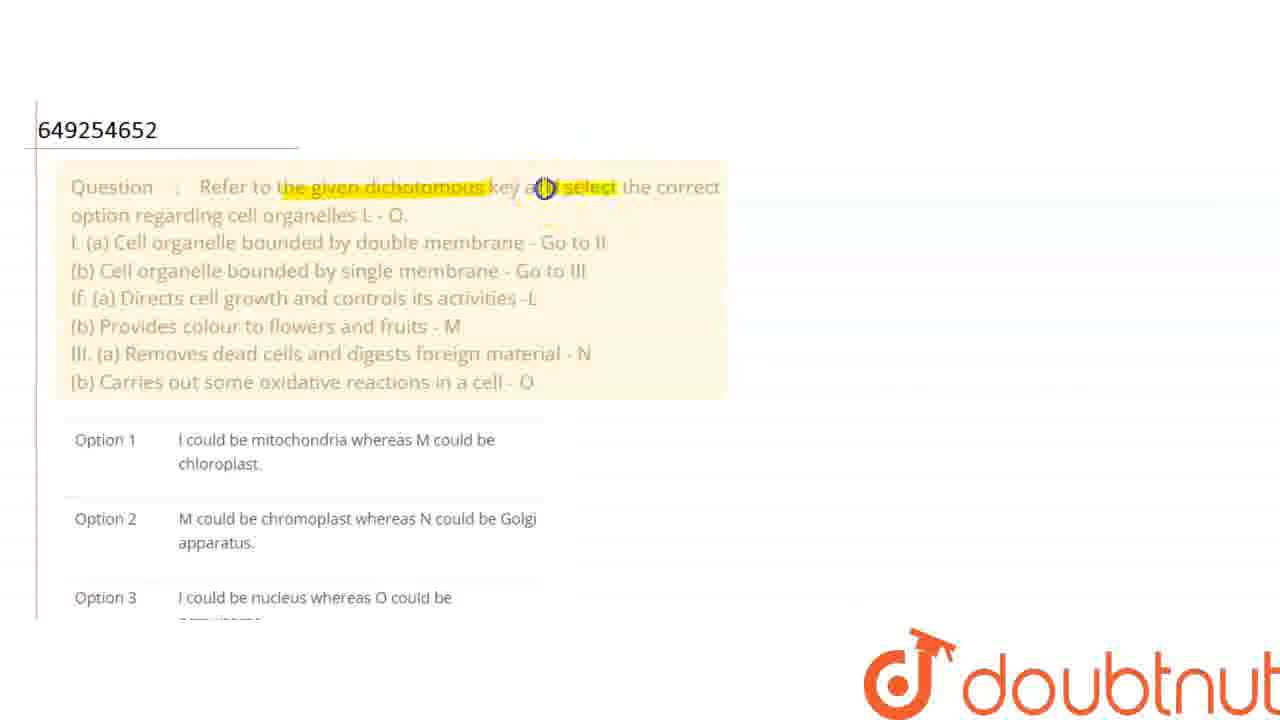 649254652
Question : Refer to the given dichotomous key and select the correct
option regarding cell organelles L - O.
I. (a) Cell organelle bounded by double membrane - Go to II
(b) Cell organelle bounded by single membrane - Go to III
If. (a) Directs cell growth and controls its activities -L
(b) Provides colour to flowers and fruits - M
III. (a) Removes dead cells and digests foreign material - N
(b) Carries out some oxidative reactions in a cell - O
Option 1 l could be mitochondria whereas M could be
chloroplast.
Option 2 M could be chromoplast whereas N could be Golgi
apparatus.
Option 3 l could be nucleus whereas O could be
doubtnut